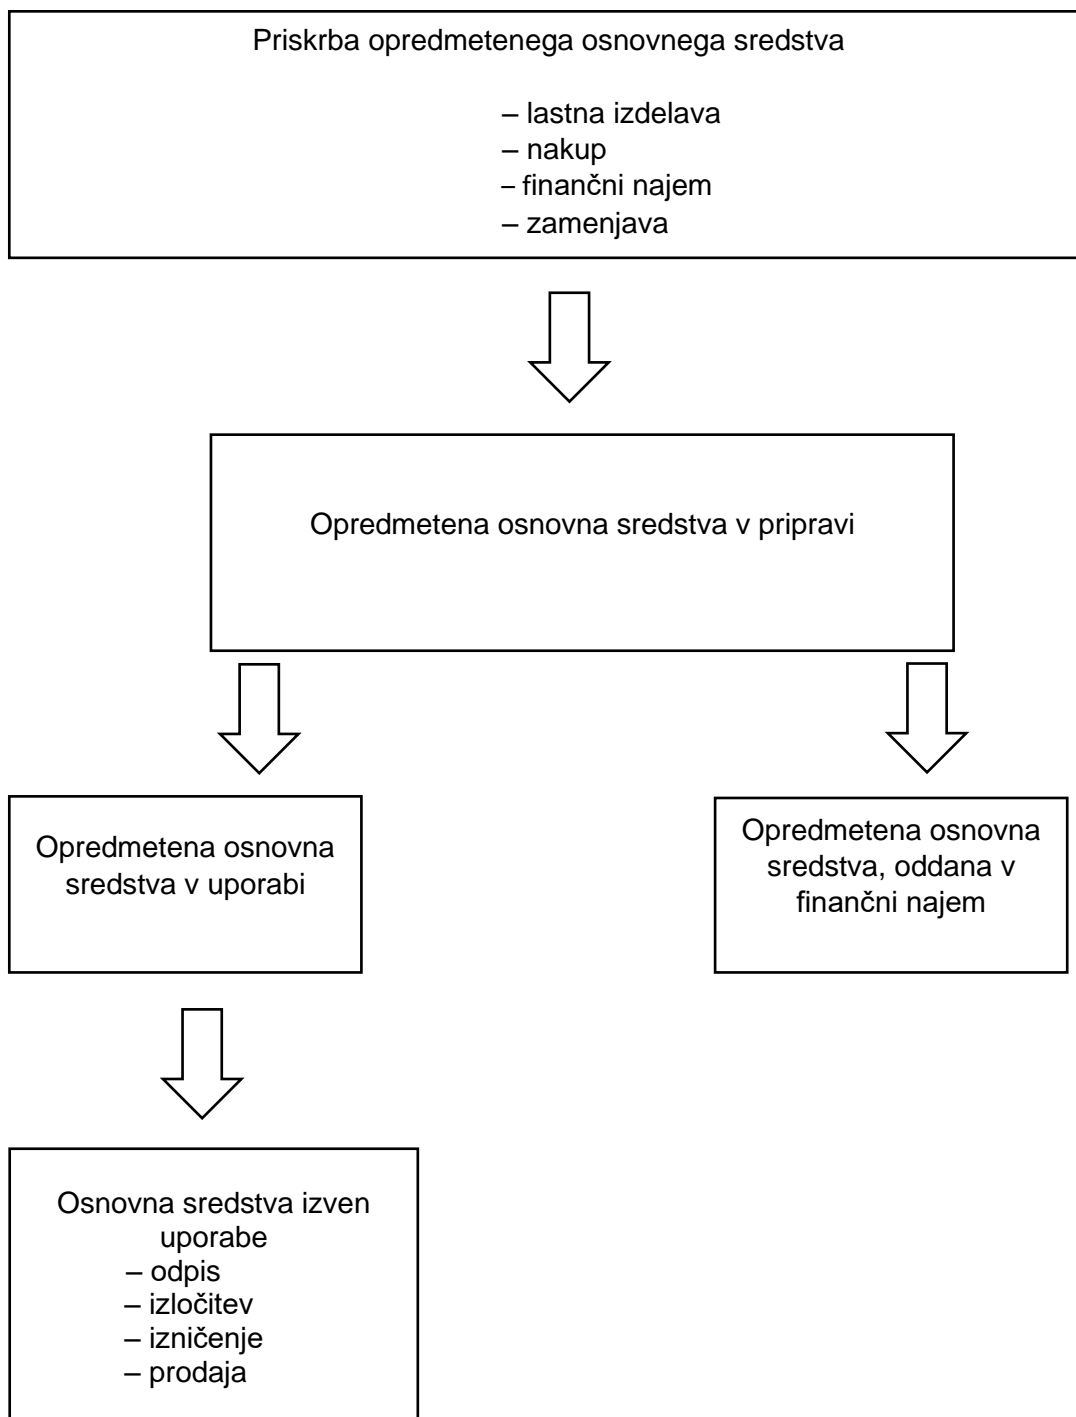 Priskrba opredmetenega osnovnega sredstva
– lastna izdelava
– nakup
– finančni najem
– zamenjava
Opredmetena osnovna sredstva v pripravi
Opredmetena osnovna
sredstva v uporabi
Opredmetena osnovna
sredstva, oddana v
finančni najem
Osnovna sredstva izven
uporabe
– odpis
– izločitev
– izničenje
– prodaja